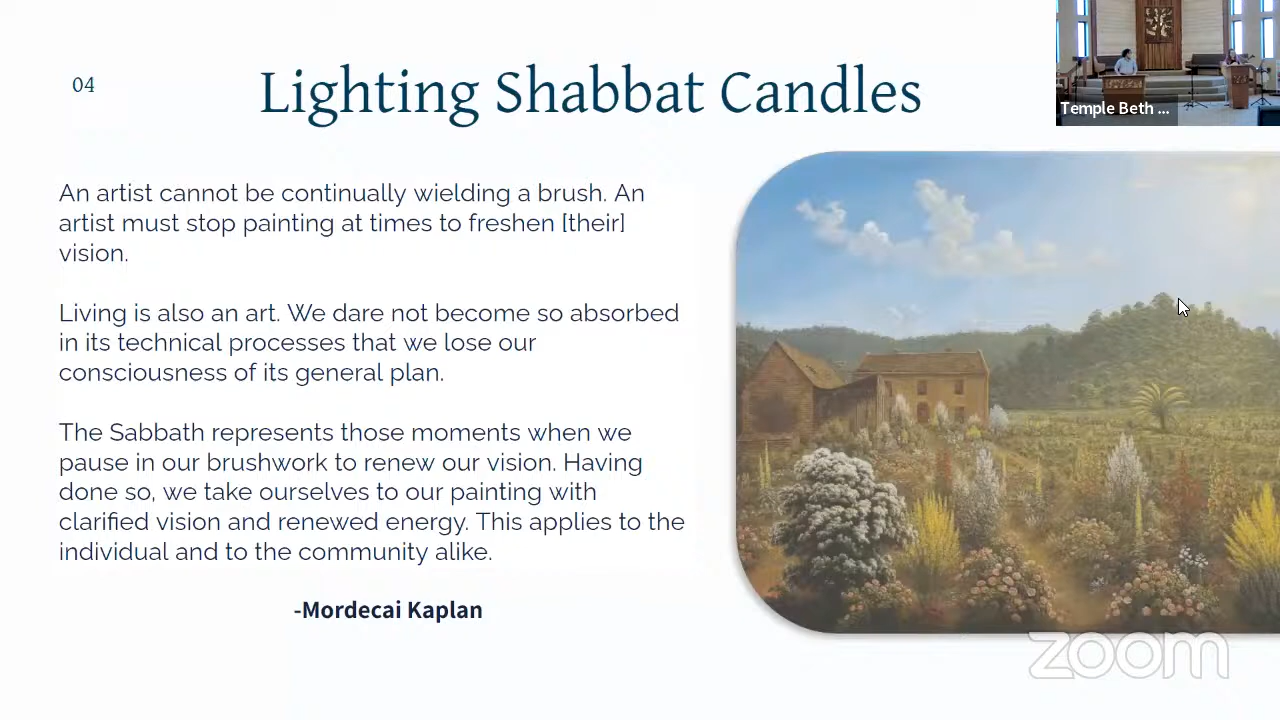 04
Lighting Shabbat Candles
Temple Beth ...
An artist cannot be continually wielding a brush. An
artist must stop painting at times to freshen [their]
vision.
Living is also an art. We dare not become so absorbed
in its technical processes that we lose our
consciousness of its general plan.
The Sabbath represents those moments when we
pause in our brushwork to renew our vision. Having
done so, we take ourselves to our painting with
clarified vision and renewed energy. This applies to the
individual and to the community alike.
-Mordecai Kaplan
zoom